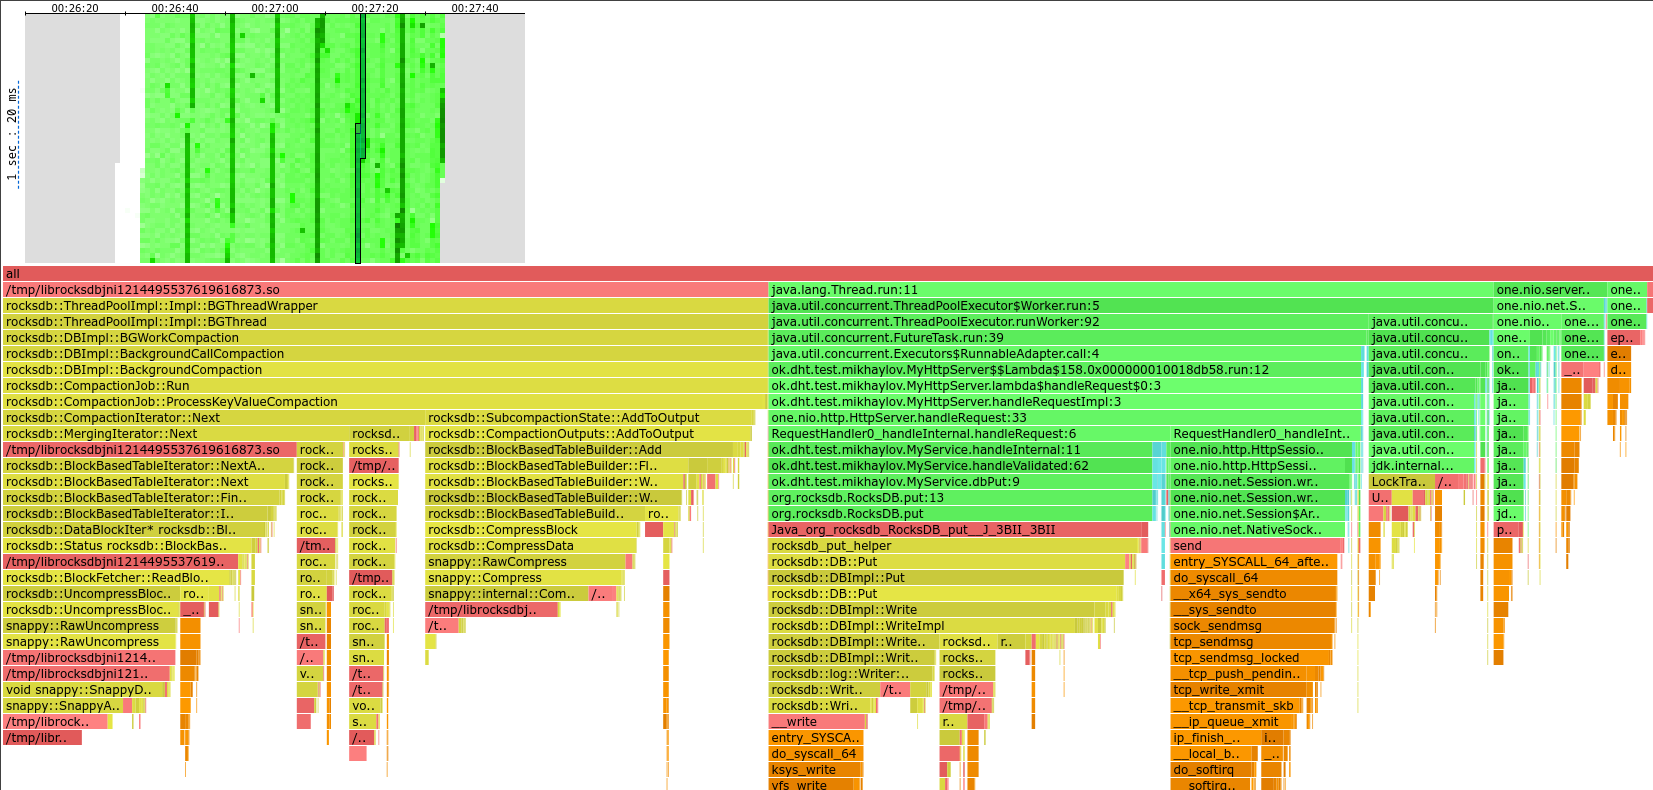 00:26:20 00:26:40 00:27:00 00:27:20 00:27:40
1 sec : 20 ms
all
/tmp/librocksdbjni1214495537619616873.so java.lang.Thread.run:11 one.nio.server.. one..
rocksdb::ThreadPoolImpl::Impl::BGThreadWrapper java.util.concurrent.ThreadPoolExecutor$Worker.run:5 one.nio.net.S.. one..
rocksdb::ThreadPoolImpl::Impl::BGThread java.util.concurrent.ThreadPoolExecutor.runWorker:92 java.util.concu.. one.nio.. one... one..
rocksdb::DBImpl::BGWorkCompaction java.util.concurrent.FutureTask.run:39 java.util.concu.. one.. one... ep..
rocksdb::DBImpl::BackgroundCallCompaction java.util.concurrent.Executors$RunnableAdapter.call:4 java.util.concu.. on.. one... e..
rocksdb::DBImpl::BackgroundCompaction ok.dht.test.mikhaylov.MyHttpServer$$Lambda$158.0x000000010018db58.run:12 java.util.con.. ok.. _.. d..
rocksdb::CompactionJob::Run ok.dht.test.mikhaylov.MyHttpServer.lambda$handleRequest$0:3 java.util.con.. ja..
rocksdb::CompactionJob::ProcessKeyValueCompaction ok.dht.test.mikhaylov.MyHttpServer.handleRequestImpl:3 java.util.con.. ja..
rocksdb::CompactionIterator::Next rocksdb::SubcompactionState::AddToOutput one.nio.http.HttpServer.handleRequest:33 java.util.con.. ja..
rocksdb::MergingIterator::Next rocksd.. rocksdb::CompactionOutputs::AddToOutput RequestHandler0_handleInternal.handleRequest:6 RequestHandler0_handleInt.. java.util.con.. ja..
/tmp/librocksdbjni1214495537619616873.so rock.. rocks.. rocksdb::BlockBasedTableBuilder::Add ok.dht.test.mikhaylov.MyService.handleInternal:11 one.nio.http.HttpSessio.. java.util.con.. ja..
rocksdb::BlockBasedTableIterator::NextA.. rock.. /tmp/.. rocksdb::BlockBasedTableBuilder::Fl.. ok.dht.test.mikhaylov.MyService.handleValidated:62 one.nio.http.HttpSessi.. jdk.internal... ja..
rocksdb::BlockBasedTableIterator::Next rock.. rocks.. rocksdb::BlockBasedTableBuilder::W.. ok.dht.test.mikhaylov.MyService.dbPut:9 one.nio.net.Session.wr.. LockTra.. /.. ja..
rocksdb::BlockBasedTableIterator::Fin.. rock.. rock.. rocksdb::BlockBasedTableBuilder::W.. org.rocksdb.RocksDB.put:13 one.nio.net.Session.wr.. U.. ja..
rocksdb::BlockBasedTableIterator::I.. roc.. rock.. rocksdb::BlockBasedTableBuild.. ro.. org.rocksdb.RocksDB.put one.nio.net.Session$Ar.. jd..
rocksdb::DataBlockIter* rocksdb::Bl.. roc.. rock.. rocksdb::CompressBlock Java_org_rocksdb_RocksDB_put__J_3BII_3BII one.nio.net.NativeSock.. p..
rocksdb::Status rocksdb::BlockBas.. /tm.. rock.. rocksdb::CompressData rocksdb_put_helper send
/tmp/librocksdbjni12144955376​19.. roc.. rock.. snappy::RawCompress rocksdb::DB::Put entry_SYSCALL_64_afte..
rocksdb::BlockFetcher::ReadBlo.. ro.. /tmp.. snappy::Compress rocksdb::DBImpl::Put do_syscall_64
rocksdb::UncompressBloc.. ro.. ro.. rock.. snappy::internal::Com.. /.. rocksdb::DB::Put __x64_sys_sendto
rocksdb::UncompressBloc.. _.. sn.. roc.. /tmp/librocksdbj.. rocksdb::DBImpl::Write __sys_sendto
snappy::RawUncompress sn.. roc.. /t.. rocksdb::DBImpl::WriteImpl sock_sendmsg
snappy::RawUncompress /t.. sn.. rocksdb::DBImpl::Write.. rocksd.. r.. tcp_sendmsg
/tmp/librocksdbjni1214.. /.. sn.. rocksdb::DBImpl::Writ.. rocks.. tcp_sendmsg_locked
/tmp/librocksdbjni121.. v.. /t.. rocksdb::log::Writer::.. rocks.. __tcp_push_pendin..
void snappy::SnappyD.. /t.. rocksdb::Writ.. /t.. /tmp/.. tcp_write_xmit
snappy::SnappyA.. vo.. rocksdb::Wri.. /tmp/.. __tcp_transmit_skb
/tmp/librock.. s.. __write r.. __ip_queue_xmit
/tmp/libr.. /.. entry_SYSCA.. ip_finish_.. i..
do_syscall_64 __local_b.. _..
ksys_write do_softirq
vfs_write __softirq..